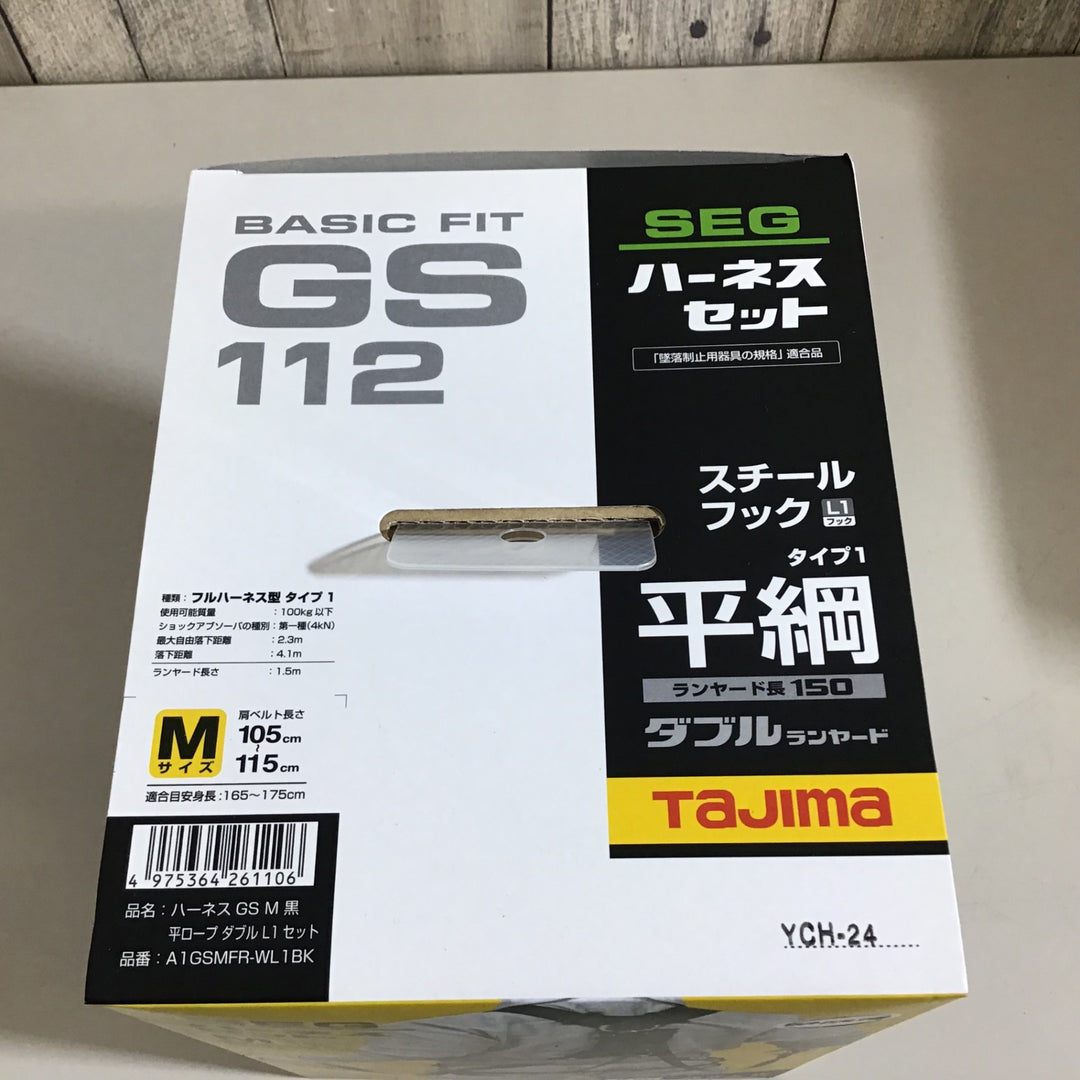 BASIC FIT
GS
112
SEG
ハーネス
セット
「墜落制止用器具の規格」適合品
スチール
フック L1
フック
タイプ1
平綱
ランヤード長 150
ダブル ランヤード
TaJIma
種類：フルハーネス型 タイプ 1
使用可能質量 ：100kg 以下
ショックアブソーバの種別：第一種(4kN)
最大自由落下距離 ：2.3m
落下距離 ：4.1m
ランヤード長さ ：1.5m
M
サイズ
肩ベルト長さ
105cm
～
115cm
適合目安身長：165～175cm
4 975364 261106
品名：ハーネス GS M 黒
平ロープ ダブル L1 セット
品番：A1GSMFR-WL1BK
YCH-24